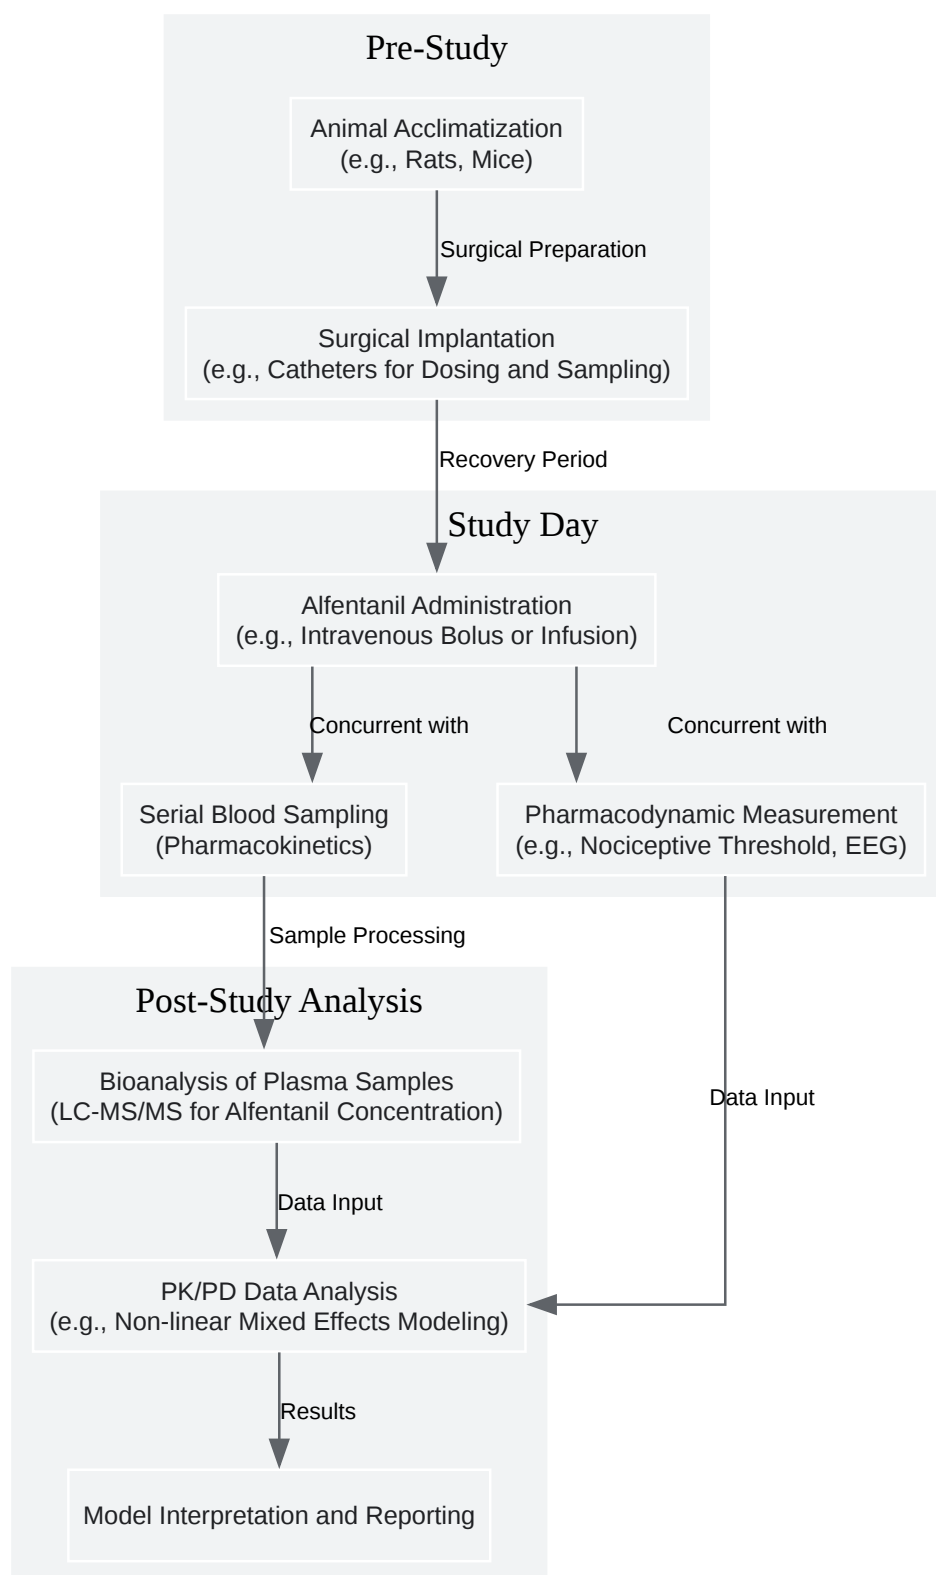 Pre-Study
Animal Acclimatization
(e.g., Rats, Mice)
Surgical Preparation
Surgical Implantation
(e.g., Catheters for Dosing and Sampling)
Recovery Period
Study Day
Alfentanil Administration
(e.g., Intravenous Bolus or Infusion)
Concurrent with
Concurrent with
Serial Blood Sampling
(Pharmacokinetics)
Pharmacodynamic Measurement
(e.g., Nociceptive Threshold, EEG)
Sample Processing
Post-Study Analysis
Bioanalysis of Plasma Samples
(LC-MS/MS for Alfentanil Concentration)
Data Input
Data Input
PK/PD Data Analysis
(e.g., Non-linear Mixed Effects Modeling)
Results
Model Interpretation and Reporting